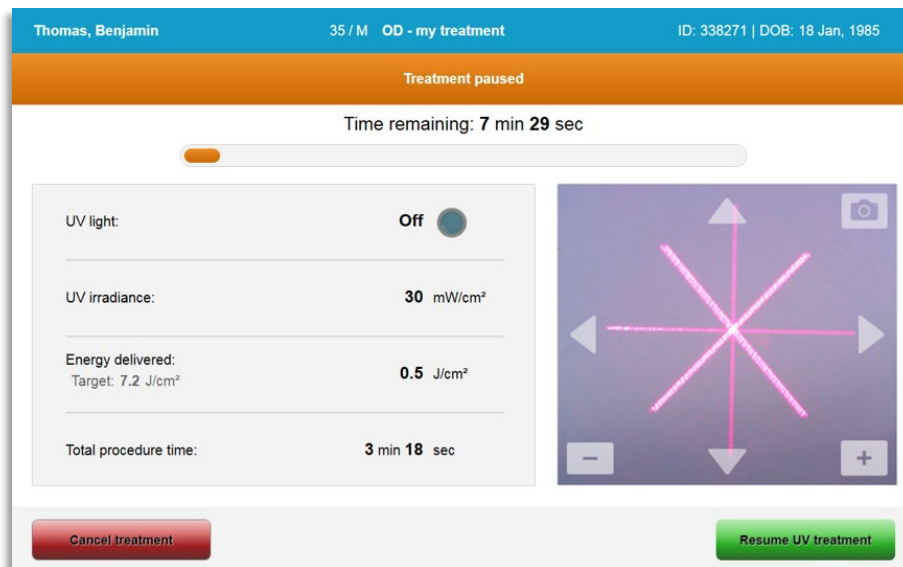 Thomas, Benjamin 35 / M OD - my treatment ID: 338271 | DOB: 18 Jan, 1985
Treatment paused
Time remaining: 7 min 29 sec
UV light: Off
UV irradiance: 30 mW/cm²
Energy delivered:
Target: 7.2 J/cm²
0.5 J/cm²
Total procedure time: 3 min 18 sec
Cancel treatment Resume UV treatment